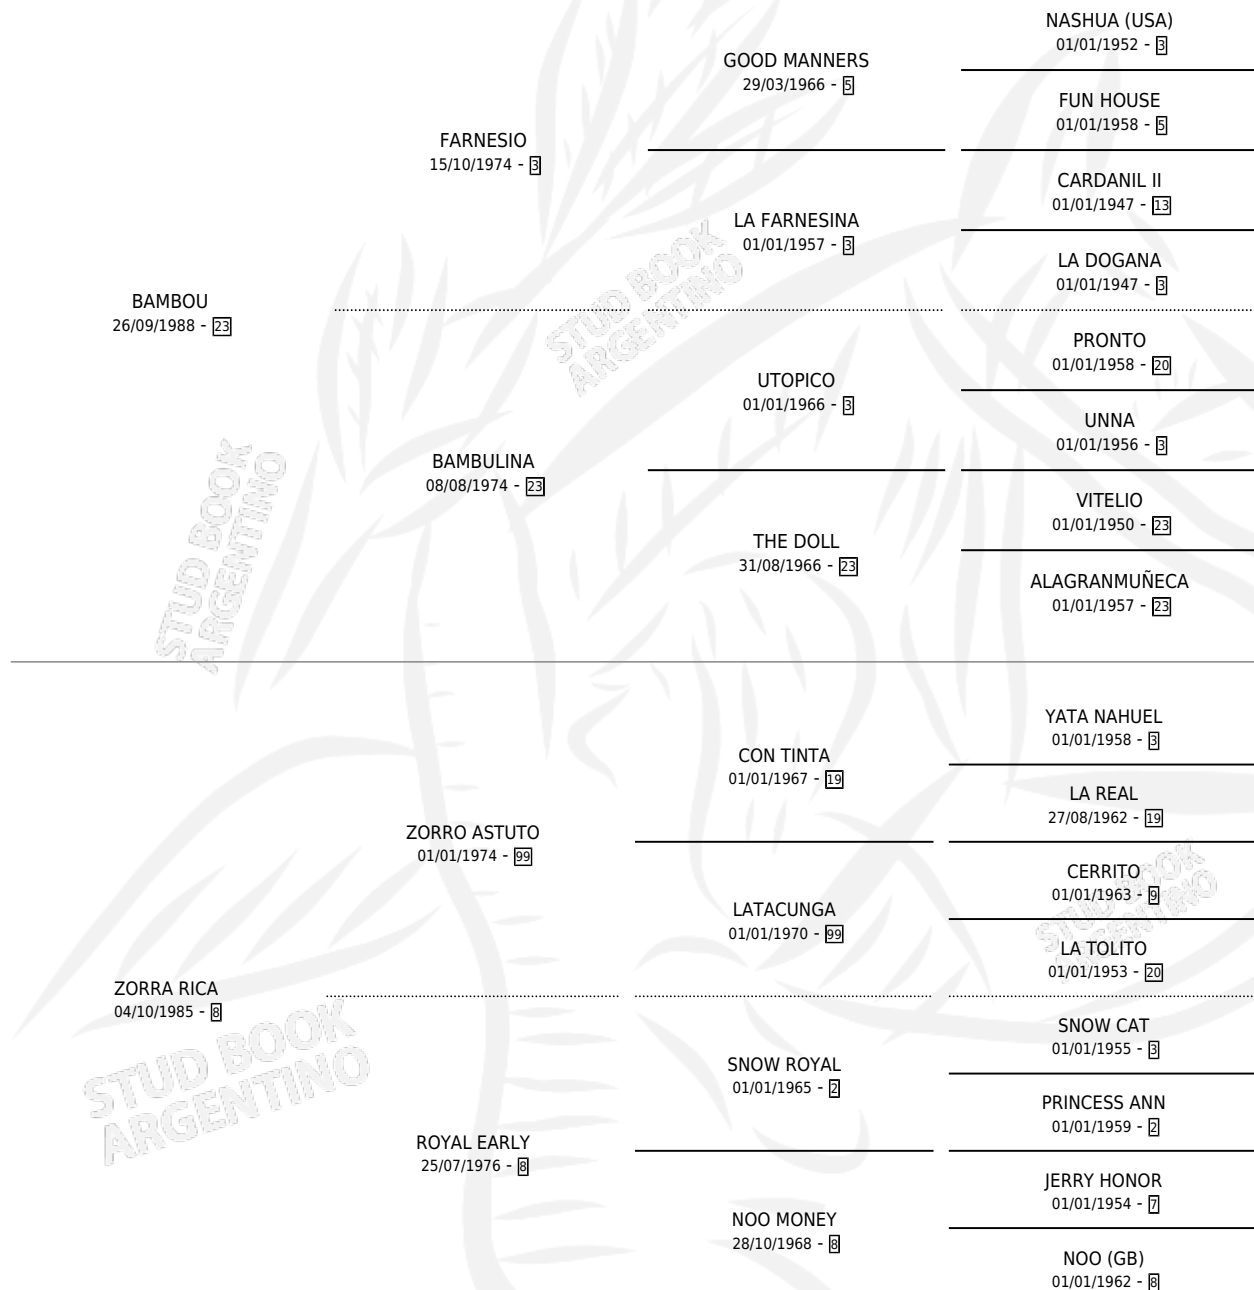 NASHUA (USA)
01/01/1952 - 3
GOOD MANNERS
29/03/1966 - 5
FUN HOUSE
01/01/1958 - 5
FARNESIO
15/10/1974 - 3
CARDANIL II
01/01/1947 - 13
LA FARNESINA
01/01/1957 - 3
LA DOGANA
01/01/1947 - 3
BAMBOU
26/09/1988 - 23
PRONTO
01/01/1958 - 20
UTOPICO
01/01/1966 - 3
UNNA
01/01/1956 - 3
BAMBULINA
08/08/1974 - 23
VITELIO
01/01/1950 - 23
THE DOLL
31/08/1966 - 23
ALAGRANMUÑECA
01/01/1957 - 23
YATA NAHUEL
01/01/1958 - 3
CON TINTA
01/01/1967 - 19
LA REAL
27/08/1962 - 19
ZORRO ASTUTO
01/01/1974 - 99
CERRITO
01/01/1963 - 9
LATACUNGA
01/01/1970 - 99
LA TOLITO
01/01/1953 - 20
ZORRA RICA
04/10/1985 - 8
SNOW CAT
01/01/1955 - 3
SNOW ROYAL
01/01/1965 - 2
PRINCESS ANN
01/01/1959 - 2
ROYAL EARLY
25/07/1976 - 8
JERRY HONOR
01/01/1954 - 7
NOO MONEY
28/10/1968 - 8
NOO (GB)
01/01/1962 - 8
STUD BOOK
ARGENTINO
STUD BOOK
ARGENTINO
STUD BOOK
ARGENTINO
STUD BOOK
ARGENTINO